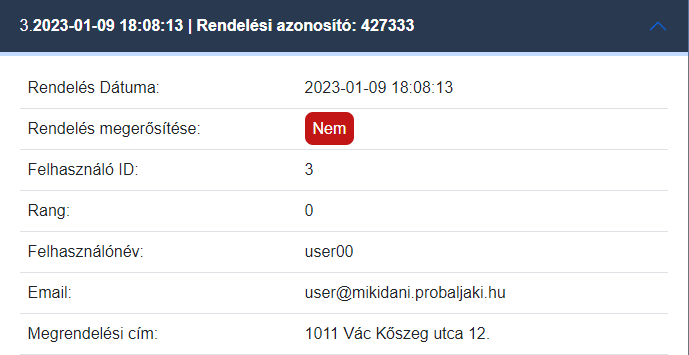 3.2023-01-09 18:08:13 | Rendelési azonosító: 427333
Rendelés Dátuma: 2023-01-09 18:08:13
Rendelés megerősítése: Nem
Felhasználó ID: 3
Rang: 0
Felhasználónév: user00
Email: user@mikidani.probaljaki.hu
Megrendelési cím: 1011 Vác Kőszeg utca 12.